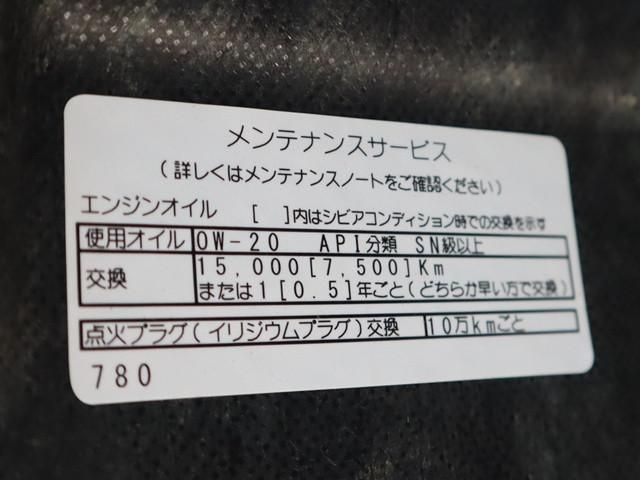 メンテナンスサービス
(詳しくはメンテナンスノートをご確認ください)
エンジンオイル [ ]内はシビアコンディション時での交換を示す
使用オイル 0W-20 API分類 SN級以上
交換 15,000[7,500]Km
または1[0.5]年ごと(どちらか早い方で交換)
点火プラグ(イリジウムプラグ)交換 10万kmごと
780